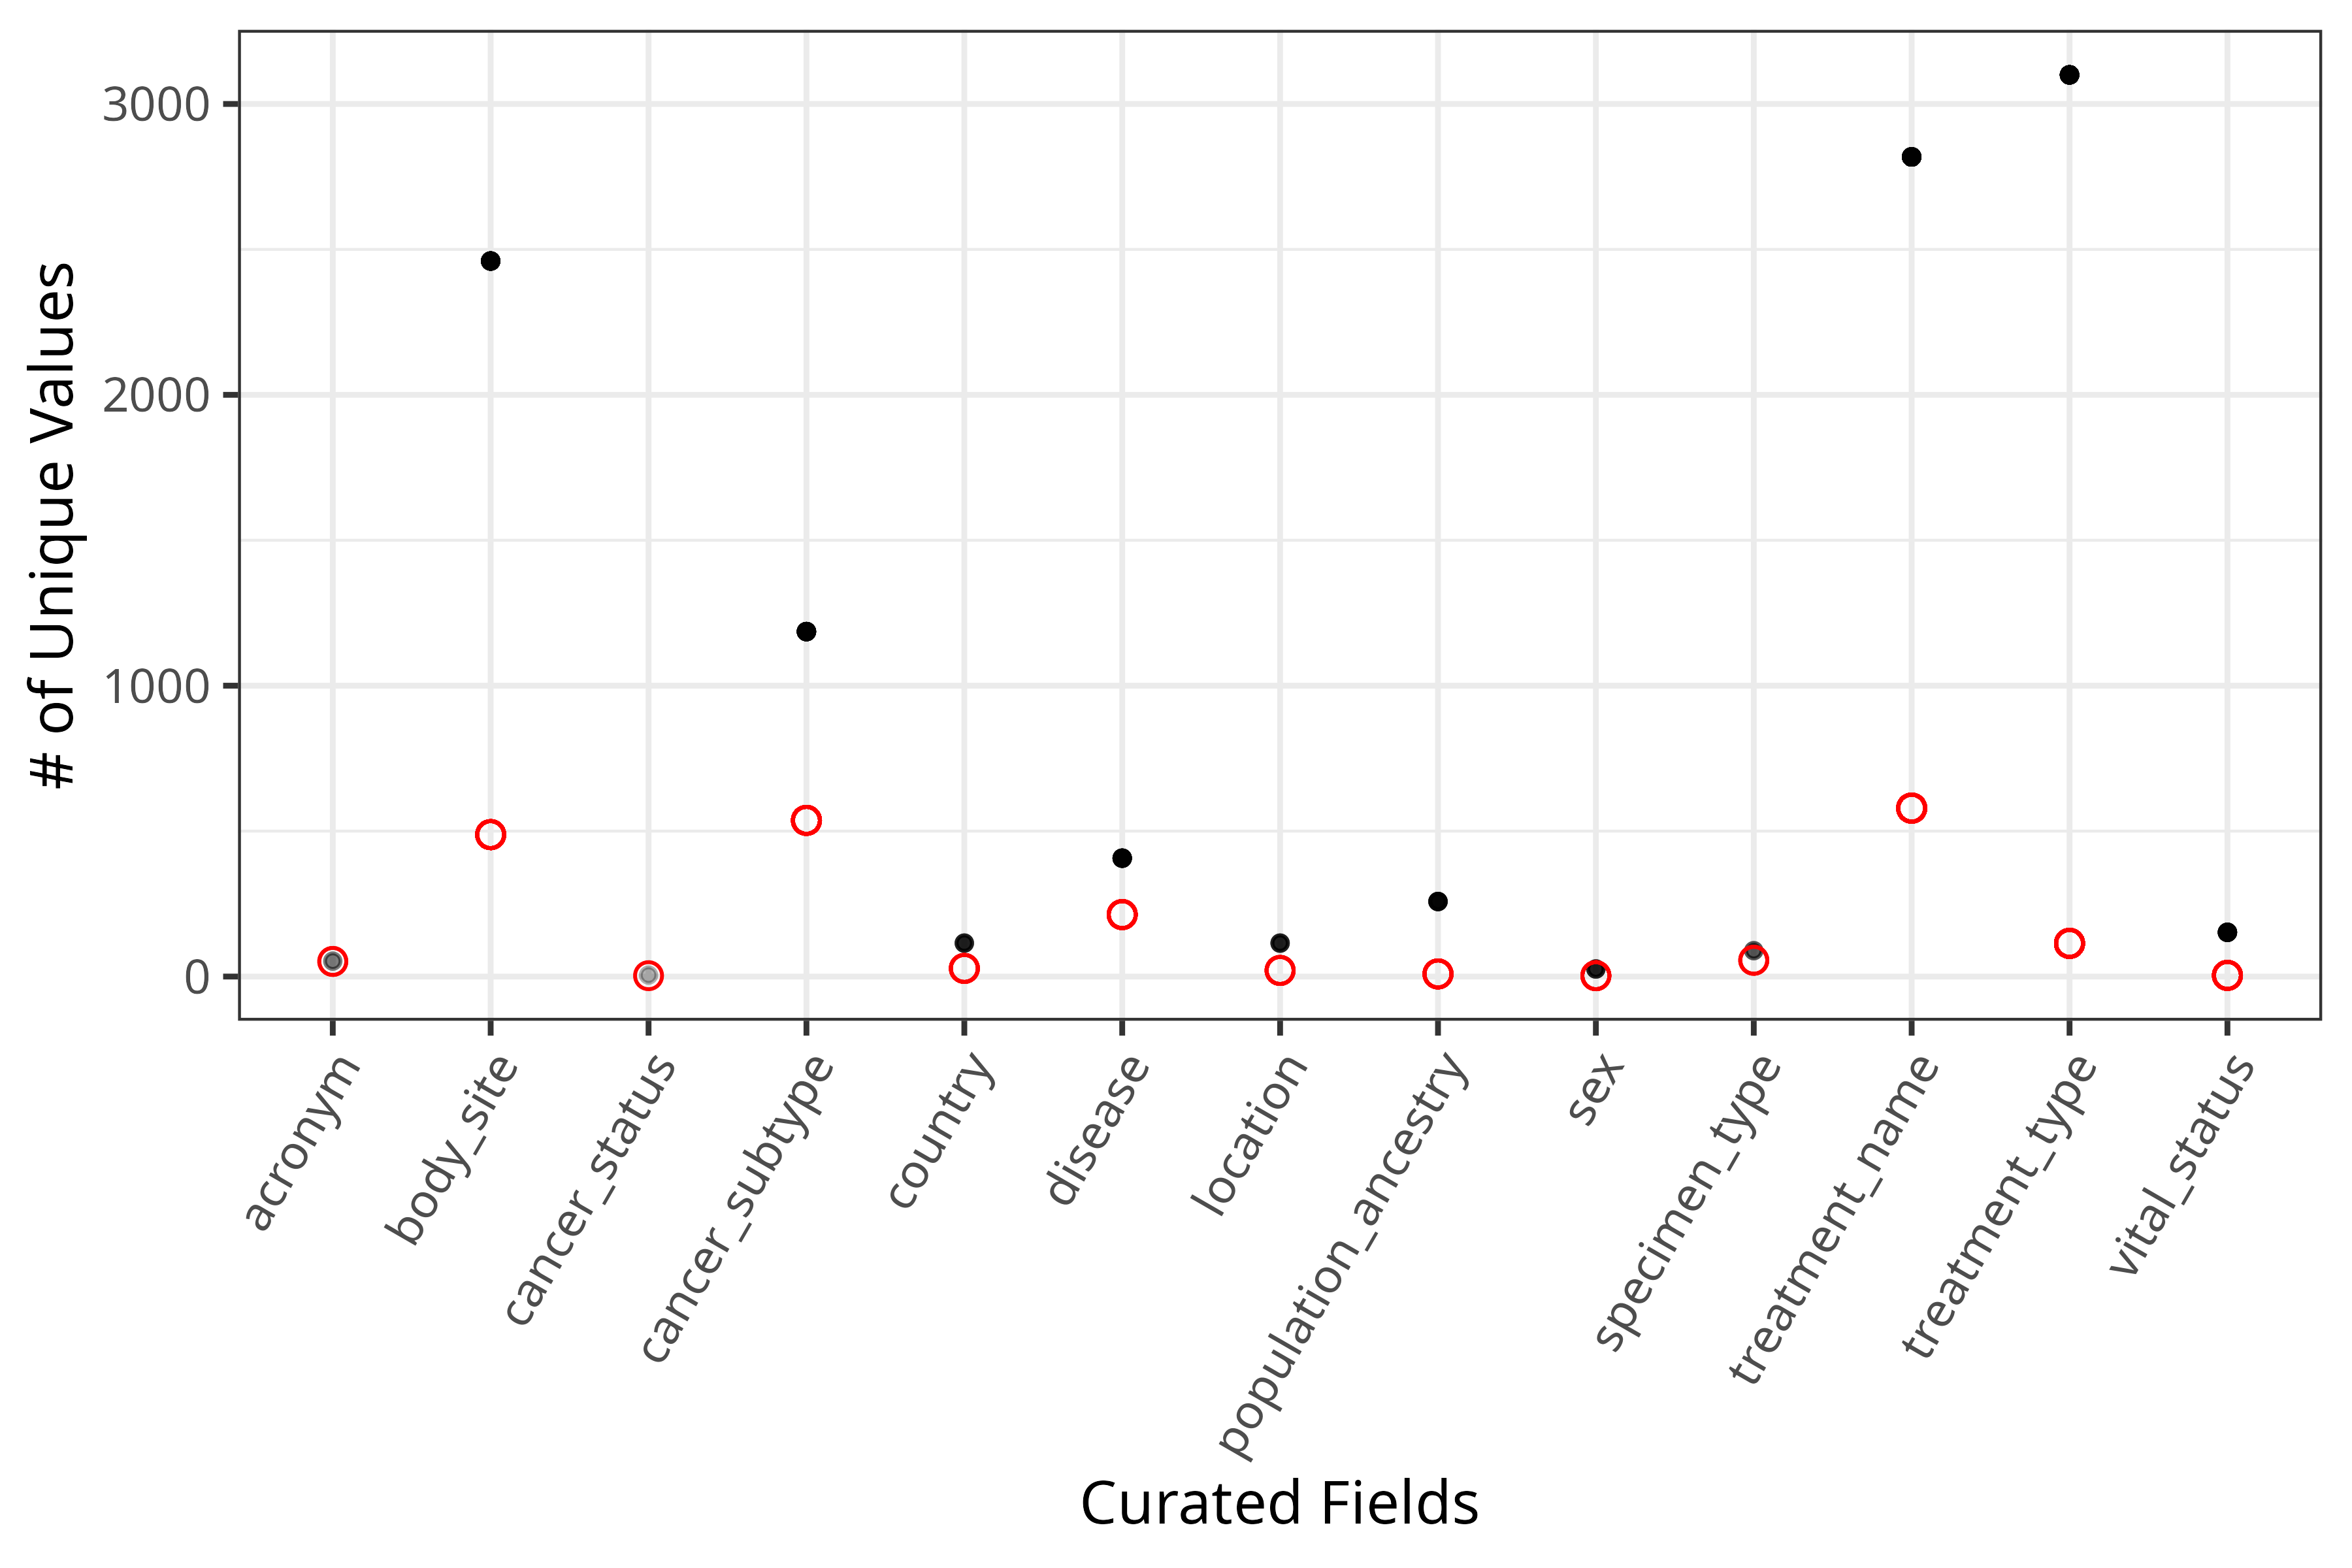 # of Unique Values
3000
2000
1000
0
acronym
body_site
cancer_status
cancer_subtype
country
disease
location
population_ancestry
sex
specimen_type
treatment_name
treatment_type
vital_status
Curated Fields